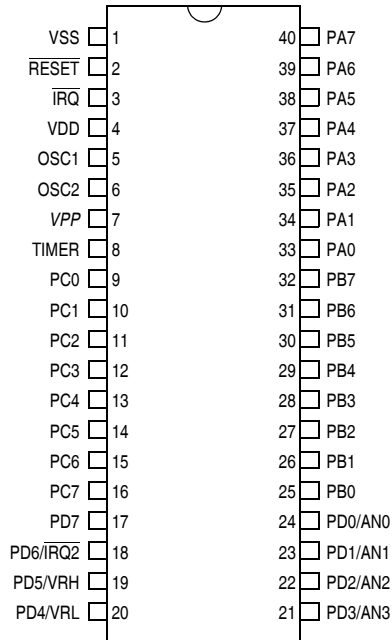 VSS 1 40 PA7
RESET 2 39 PA6
IRQ 3 38 PA5
VDD 4 37 PA4
OSC1 5 36 PA3
OSC2 6 35 PA2
VPP 7 34 PA1
TIMER 8 33 PA0
PC0 9 32 PB7
PC1 10 31 PB6
PC2 11 30 PB5
PC3 12 29 PB4
PC4 13 28 PB3
PC5 14 27 PB2
PC6 15 26 PB1
PC7 16 25 PB0
PD7 17 24 PD0/AN0
PD6/IRQ2 18 23 PD1/AN1
PD5/VRH 19 22 PD2/AN2
PD4/VRL 20 21 PD3/AN3